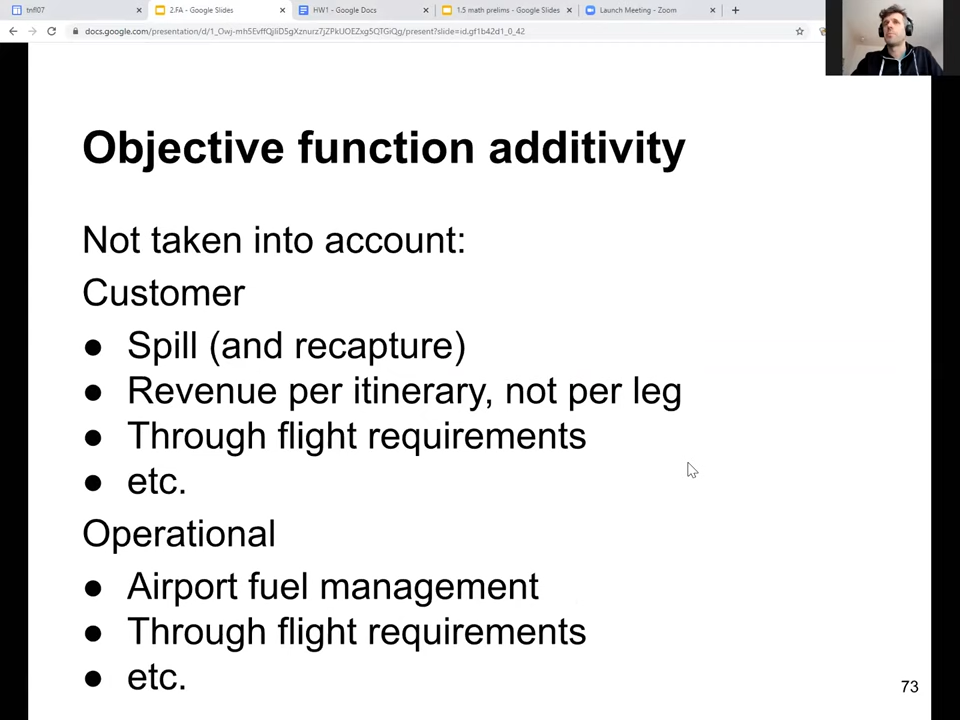 tnfl07
2.FA - Google Slides
HW1 - Google Docs
1.5 math prelims - Google Slides
Launch Meeting - Zoom
docs.google.com/presentation/d/1_Owj-mh5EvffQjIiD5gXznurz7jZPkUOEZxg5QTGiQg/present?slide=id.gf1b42d1_0_42
Objective function additivity
Not taken into account:
Customer
● Spill (and recapture)
● Revenue per itinerary, not per leg
● Through flight requirements
● etc.
Operational
● Airport fuel management
● Through flight requirements
● etc.
73